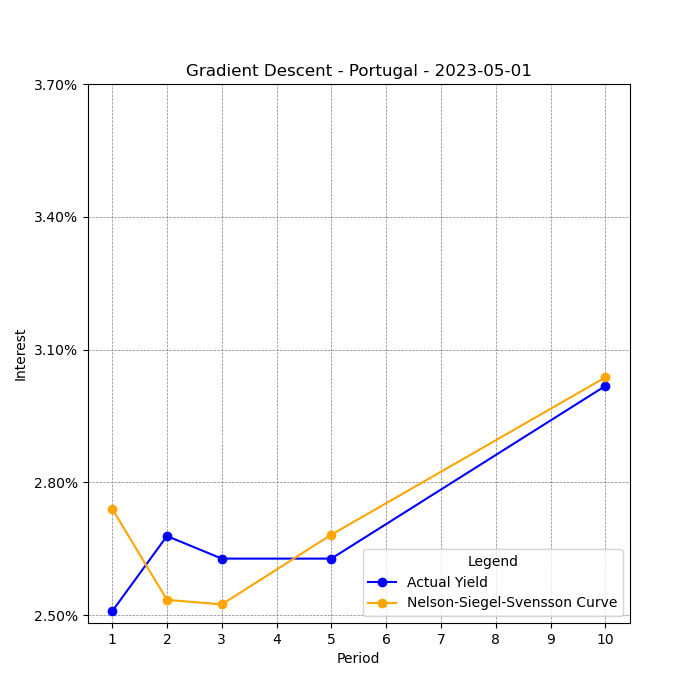 Gradient Descent - Portugal - 2023-05-01
3.70%
3.40%
3.10%
2.80%
2.50%
Interest
1 2 3 4 5 6 7 8 9 10
Period
Legend
Actual Yield
Nelson-Siegel-Svensson Curve